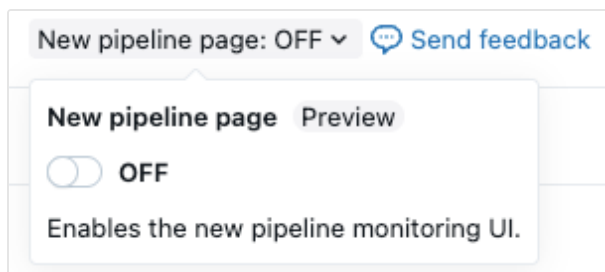 New pipeline page: OFF Send feedback
New pipeline page Preview
OFF
Enables the new pipeline monitoring UI.